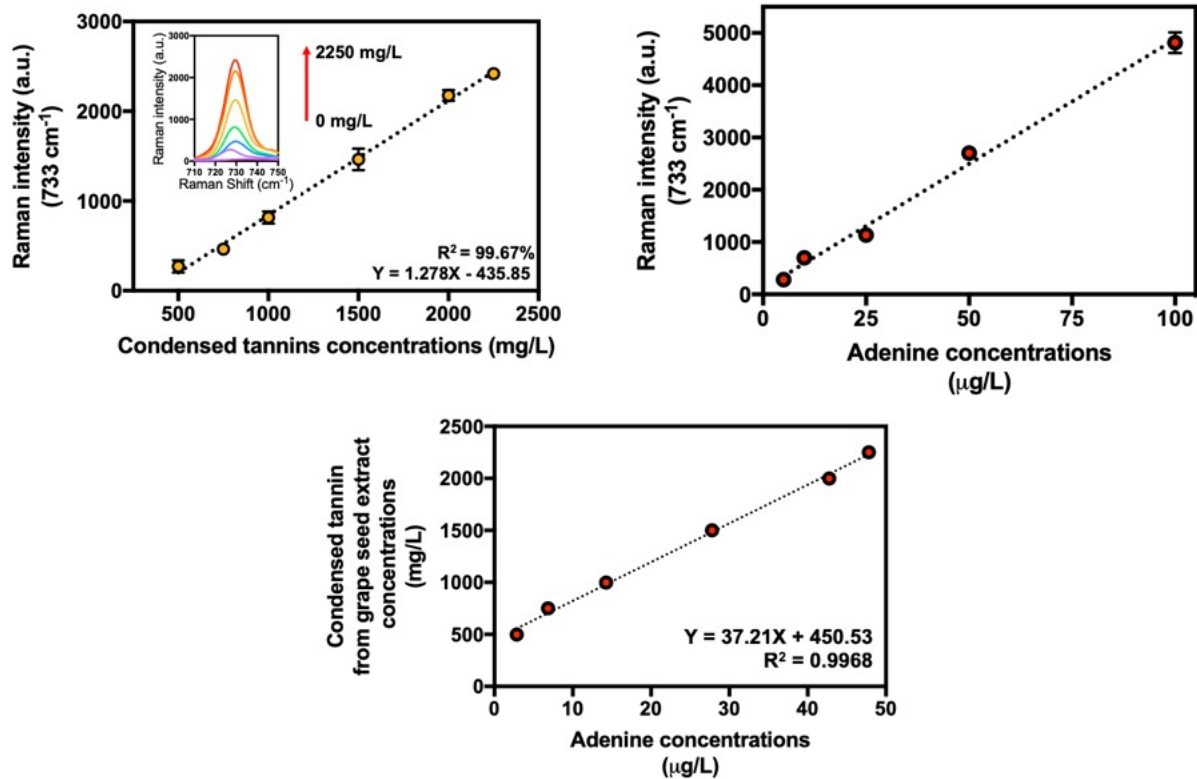 Raman intensity (a.u.)
(733 cm⁻¹)
3000
2000
1000
0
500
1000
1500
2000
2500
Condensed tannins concentrations (mg/L)
R² = 99.67%
Y = 1.278X - 435.85
Raman intensity (a.u.)
3000
2000
1000
0
710
720
730
740
750
Raman Shift (cm⁻¹)
2250 mg/L
0 mg/L
Raman intensity (a.u.)
(733 cm⁻¹)
5000
4000
3000
2000
1000
0
0
25
50
75
100
Adenine concentrations
(μg/L)
Condensed tannin
from grape seed extract
concentrations
(mg/L)
2500
2000
1500
1000
500
0
0
10
20
30
40
50
Y = 37.21X + 450.53
R² = 0.9968
Adenine concentrations
(μg/L)